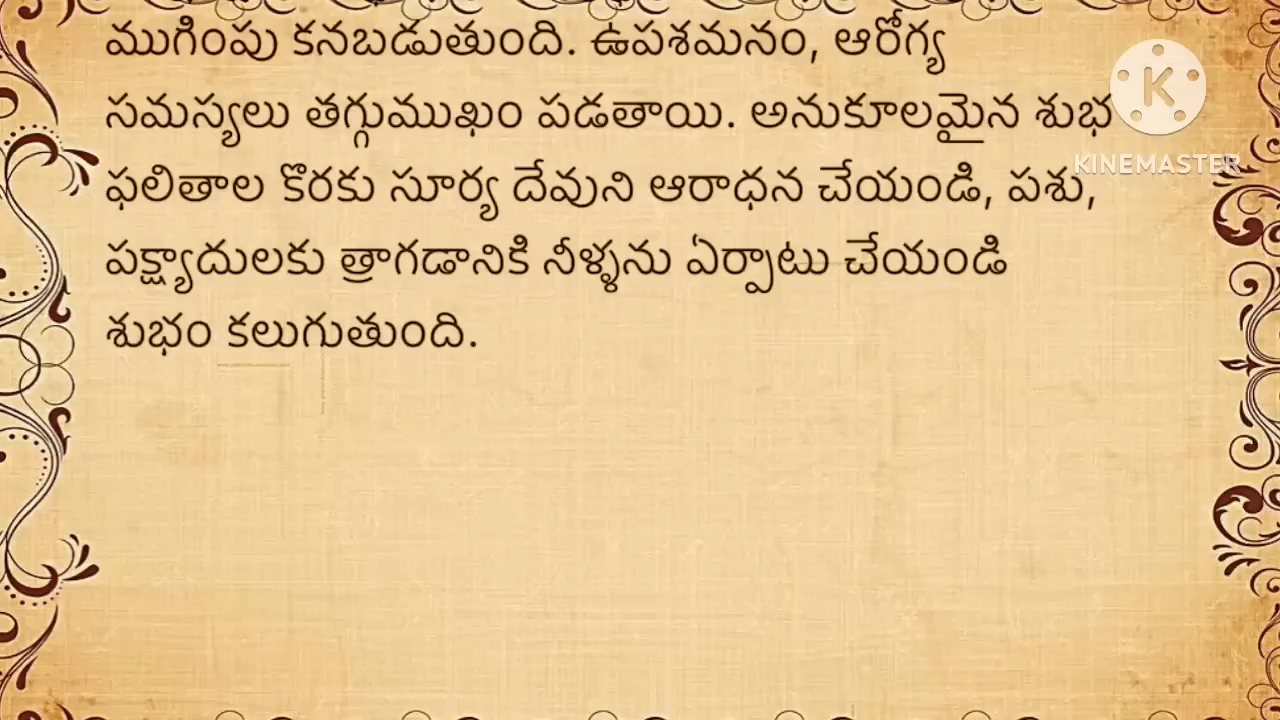 ముగింపు కనబడుతుంది. ఉపశమనం, ఆరోగ్య
సమస్యలు తగ్గుముఖం పడతాయి. అనుకూలమైన శుభ
ఫలితాల కొరకు సూర్య దేవుని ఆరాధన చేయండి, పశు,
పక్ష్యాదులకు త్రాగడానికి నీళ్ళను ఏర్పాటు చేయండి
శుభం కలుగుతుంది.
K
KINEMASTER